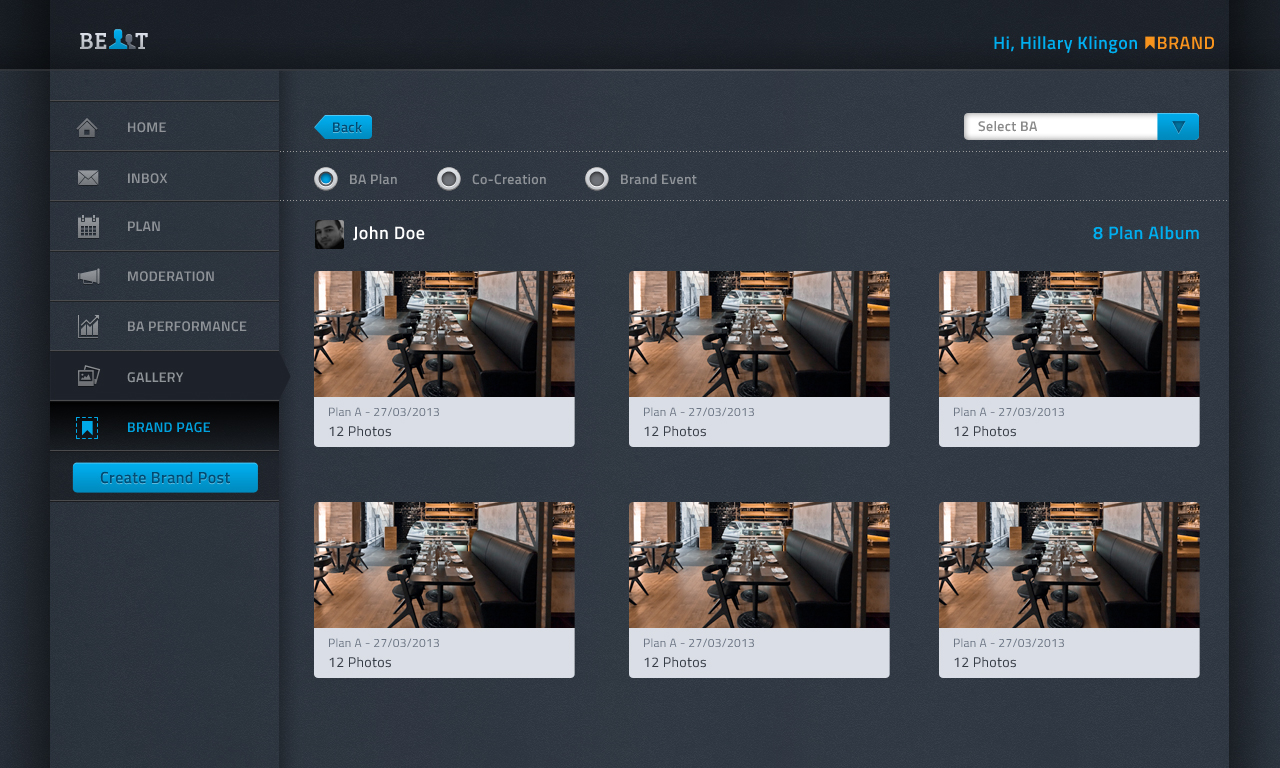 BE T
Hi, Hillary Klingon BRAND
HOME
INBOX
PLAN
MODERATION
BA PERFORMANCE
GALLERY
BRAND PAGE
Create Brand Post
Back
Select BA
BA Plan
Co-Creation
Brand Event
John Doe
8 Plan Album
Plan A - 27/03/2013
12 Photos
Plan A - 27/03/2013
12 Photos
Plan A - 27/03/2013
12 Photos
Plan A - 27/03/2013
12 Photos
Plan A - 27/03/2013
12 Photos
Plan A - 27/03/2013
12 Photos